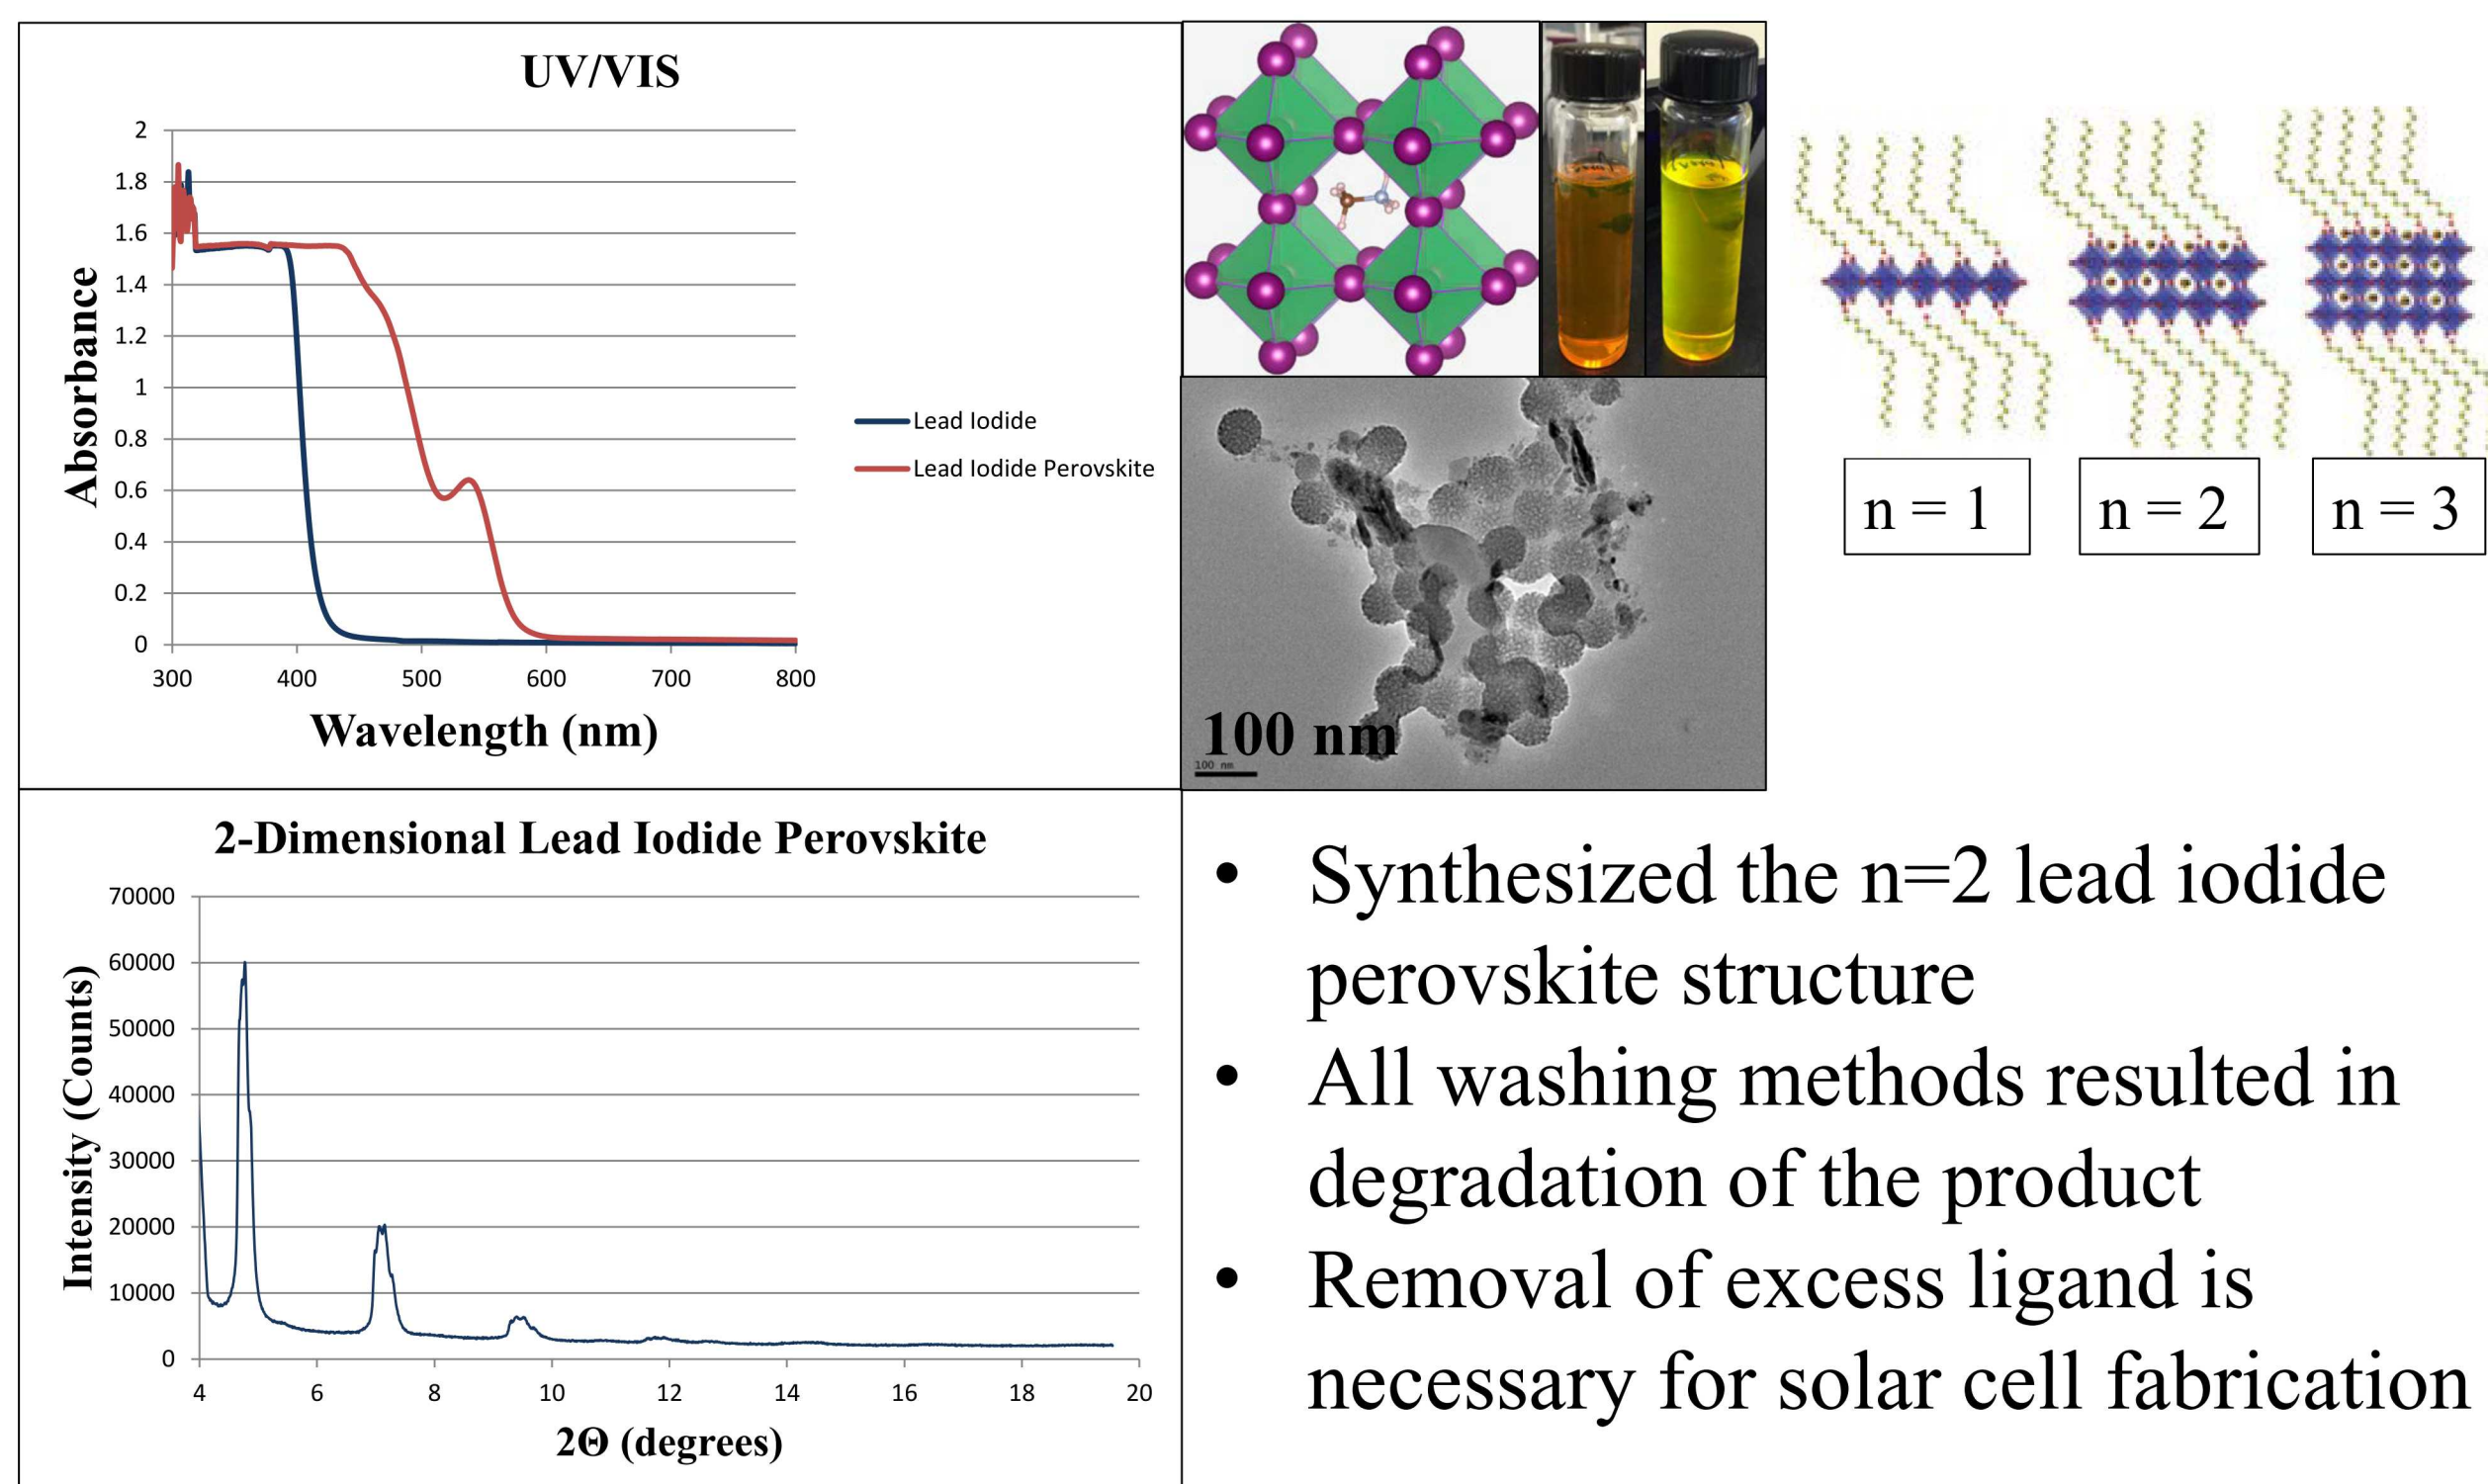 UV/VIS
2
1.8
1.6
1.4
1.2
1
0.8
0.6
0.4
0.2
0
Absorbance
300 400 500 600 700 800
Wavelength (nm)
Lead Iodide
Lead Iodide Perovskite
100 nm
100 nm
n = 1
n = 2
n = 3
2-Dimensional Lead Iodide Perovskite
70000
60000
50000
40000
30000
20000
10000
0
Intensity (Counts)
4 6 8 10 12 14 16 18 20
2Θ (degrees)
• Synthesized the n=2 lead iodide
perovskite structure
• All washing methods resulted in
degradation of the product
• Removal of excess ligand is
necessary for solar cell fabrication